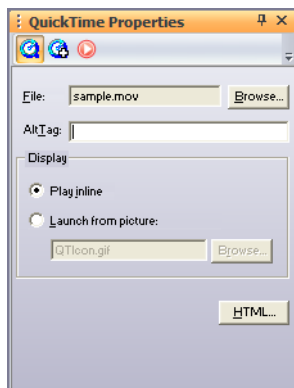 QuickTime Properties
File: sample.mov Browse...
AltTag:
Display
Play inline
Launch from picture:
QTIcon.gif Browse...
HTML...